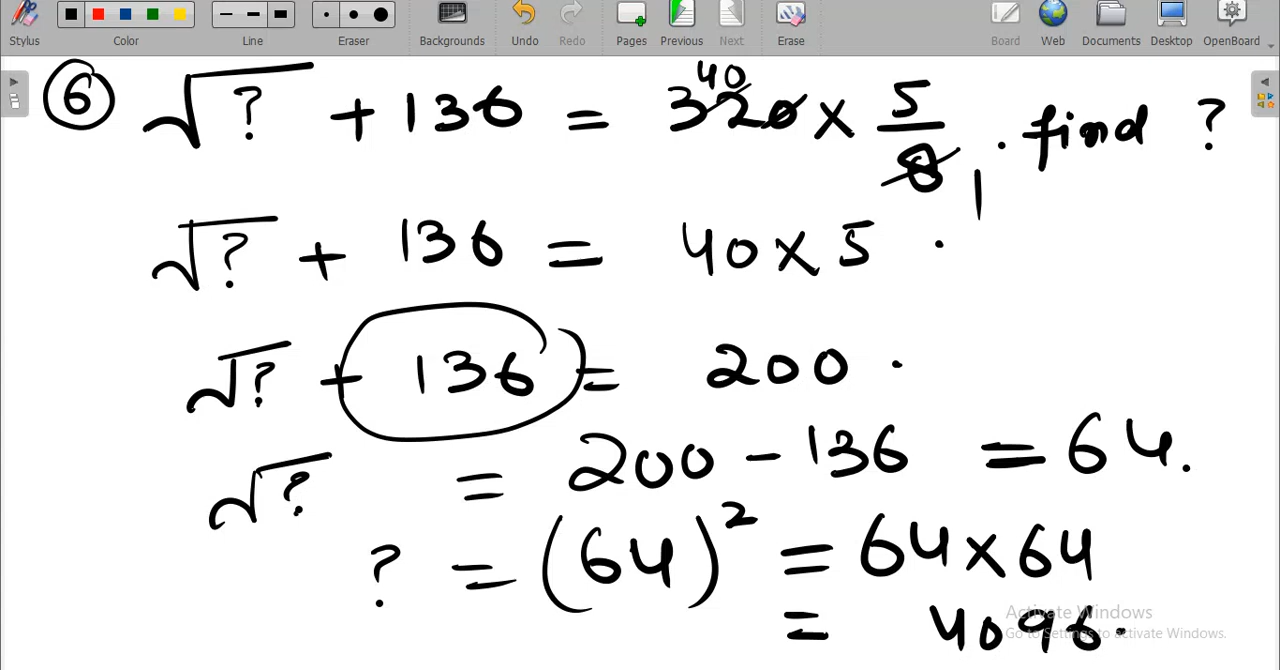 Stylus Color Line Eraser Backgrounds Undo Redo Pages Previous Next Erase Board Web Documents Desktop OpenBoard
40
⑥ √? + 136 = 320 × 5/8 . find ?
1
√? + 136 = 40 × 5 .
√? + 136 = 200 .
√? = 200 - 136 = 64.
? = (64)² = 64 × 64
= 4096.
Activate Windows
Go to Settings to activate Windows.